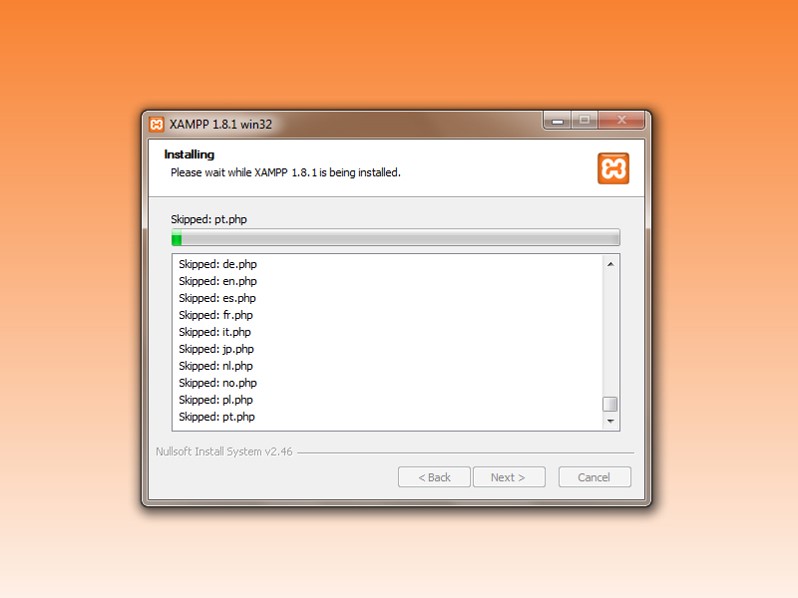 XAMPP 1.8.1 win32
Installing
Please wait while XAMPP 1.8.1 is being installed.
Skipped: pt.php
Skipped: de.php
Skipped: en.php
Skipped: es.php
Skipped: fr.php
Skipped: it.php
Skipped: jp.php
Skipped: nl.php
Skipped: no.php
Skipped: pl.php
Skipped: pt.php
Nullsoft Install System v2.46
< Back Next > Cancel